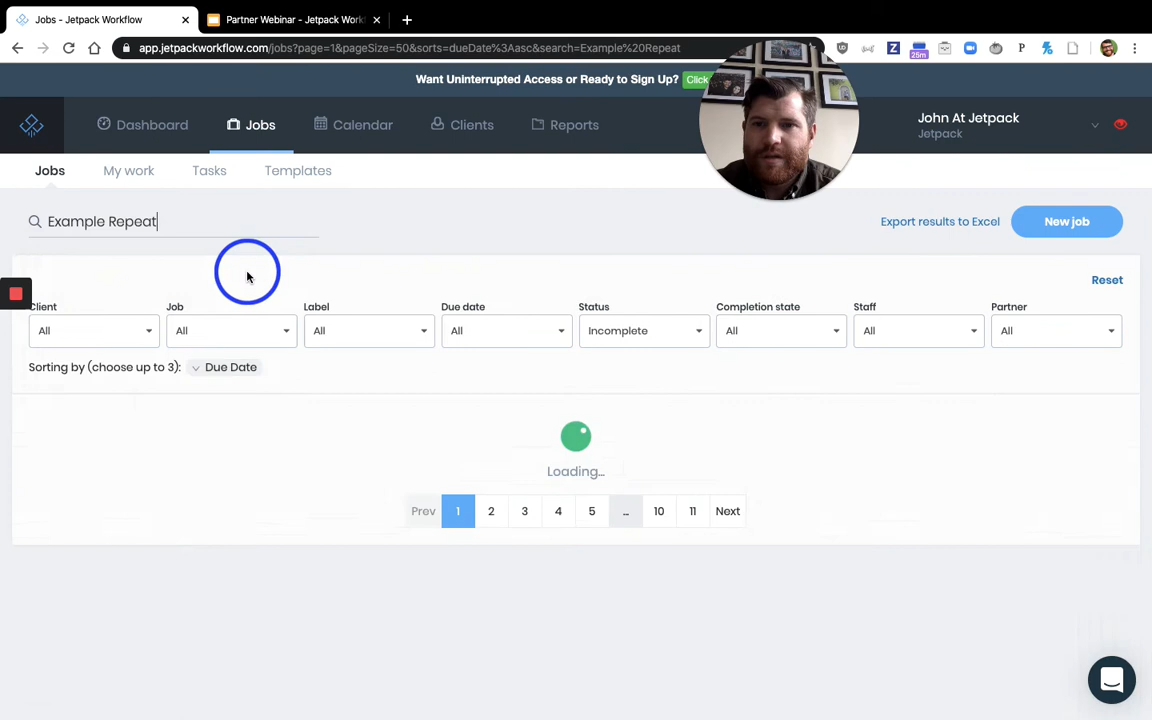 Jobs - Jetpack Workflow
Partner Webinar - Jetpack Work
app.jetpackworkflow.com/jobs?page=1&pageSize=50&sorts=dueDate%3Aasc&search=Example%20Repeat
25m
Want Uninterrupted Access or Ready to Sign Up? Click
Dashboard
Jobs
Calendar
Clients
Reports
John At Jetpack
Jetpack
Jobs
My work
Tasks
Templates
Example Repeat
Export results to Excel
New job
Reset
Client
Job
Label
Due date
Status
Completion state
Staff
Partner
All
All
All
All
Incomplete
All
All
All
Sorting by (choose up to 3): Due Date
Loading...
Prev 1 2 3 4 5 ... 10 11 Next